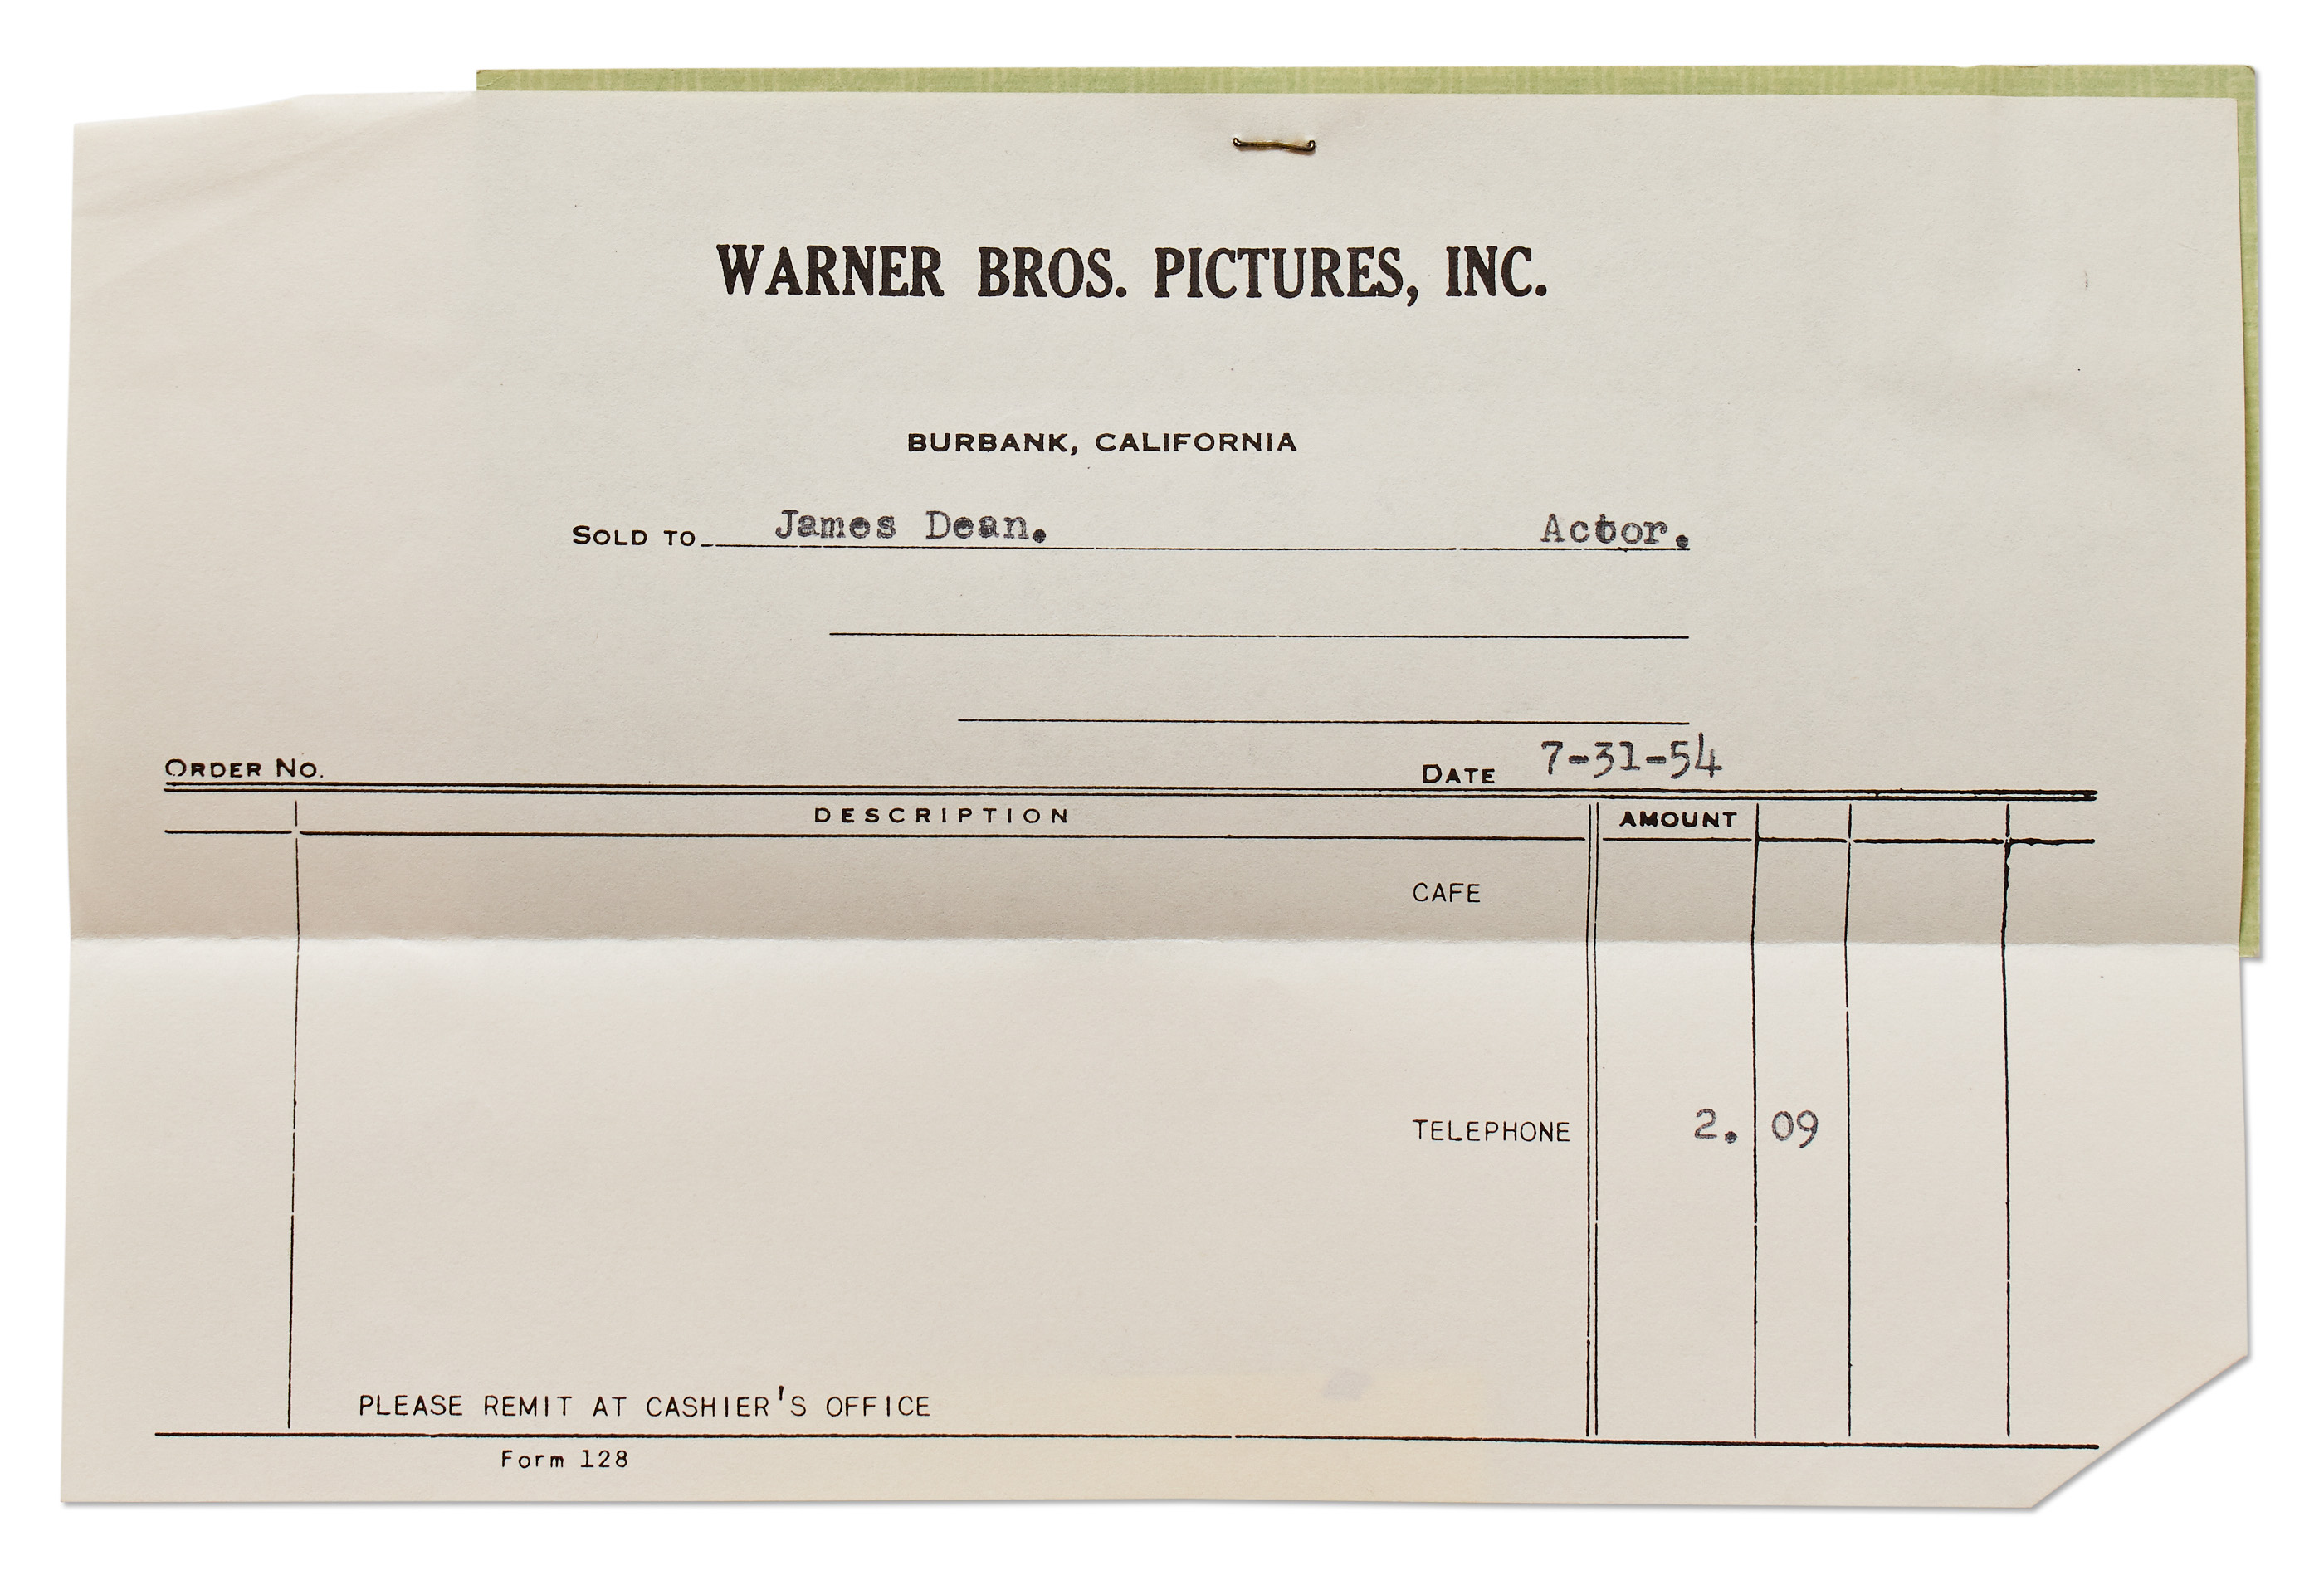 WARNER BROS. PICTURES, INC.
BURBANK, CALIFORNIA
SOLD TO James Dean. Actor.
ORDER NO. DATE 7-31-54
DESCRIPTION AMOUNT
CAFE
TELEPHONE 2. 09
PLEASE REMIT AT CASHIER'S OFFICE
Form 128